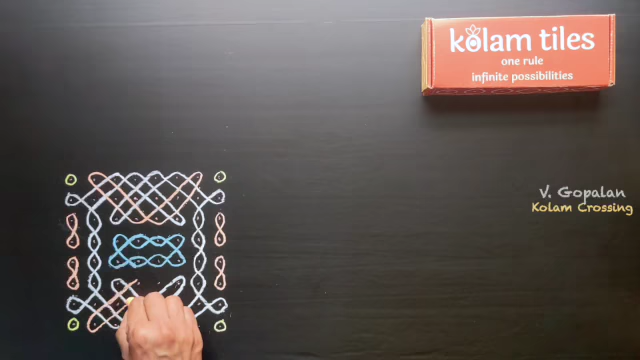 kolam tiles
one rule
infinite possibilities
V. Gopalan
Kolam Crossing